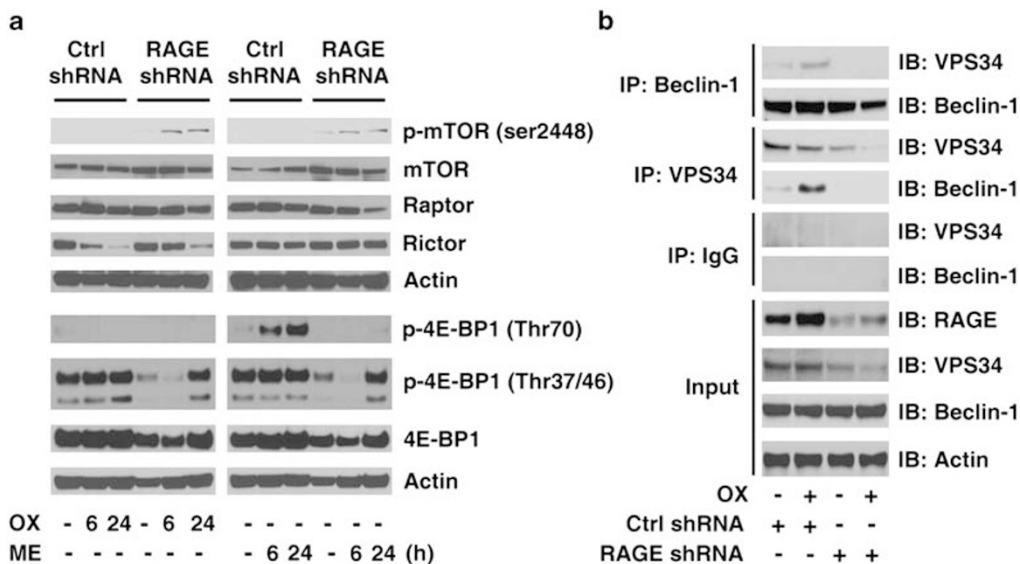 a
Ctrl shRNA RAGE shRNA Ctrl shRNA RAGE shRNA
p-mTOR (ser2448)
mTOR
Raptor
Rictor
Actin
p-4E-BP1 (Thr70)
p-4E-BP1 (Thr37/46)
4E-BP1
Actin
OX - 6 24 - 6 24 - - - - - -
ME - - - - - - - 6 24 - 6 24 (h)
b
IP: Beclin-1
IB: VPS34
IB: Beclin-1
IP: VPS34
IB: VPS34
IB: Beclin-1
IP: IgG
IB: VPS34
IB: Beclin-1
Input
IB: RAGE
IB: VPS34
IB: Beclin-1
IB: Actin
OX - + - +
Ctrl shRNA + + - -
RAGE shRNA - - + +